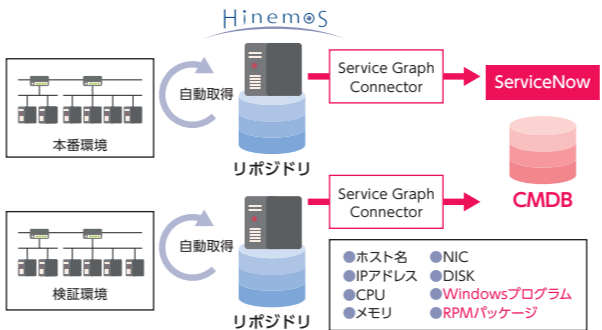 Hinemos
自動取得
本番環境
リポジドリ
Service Graph
Connector
ServiceNow
CMDB
自動取得
検証環境
リポジドリ
Service Graph
Connector
●ホスト名 ●NIC
●IPアドレス ●DISK
●CPU ●Windowsプログラム
●メモリ ●RPMパッケージ